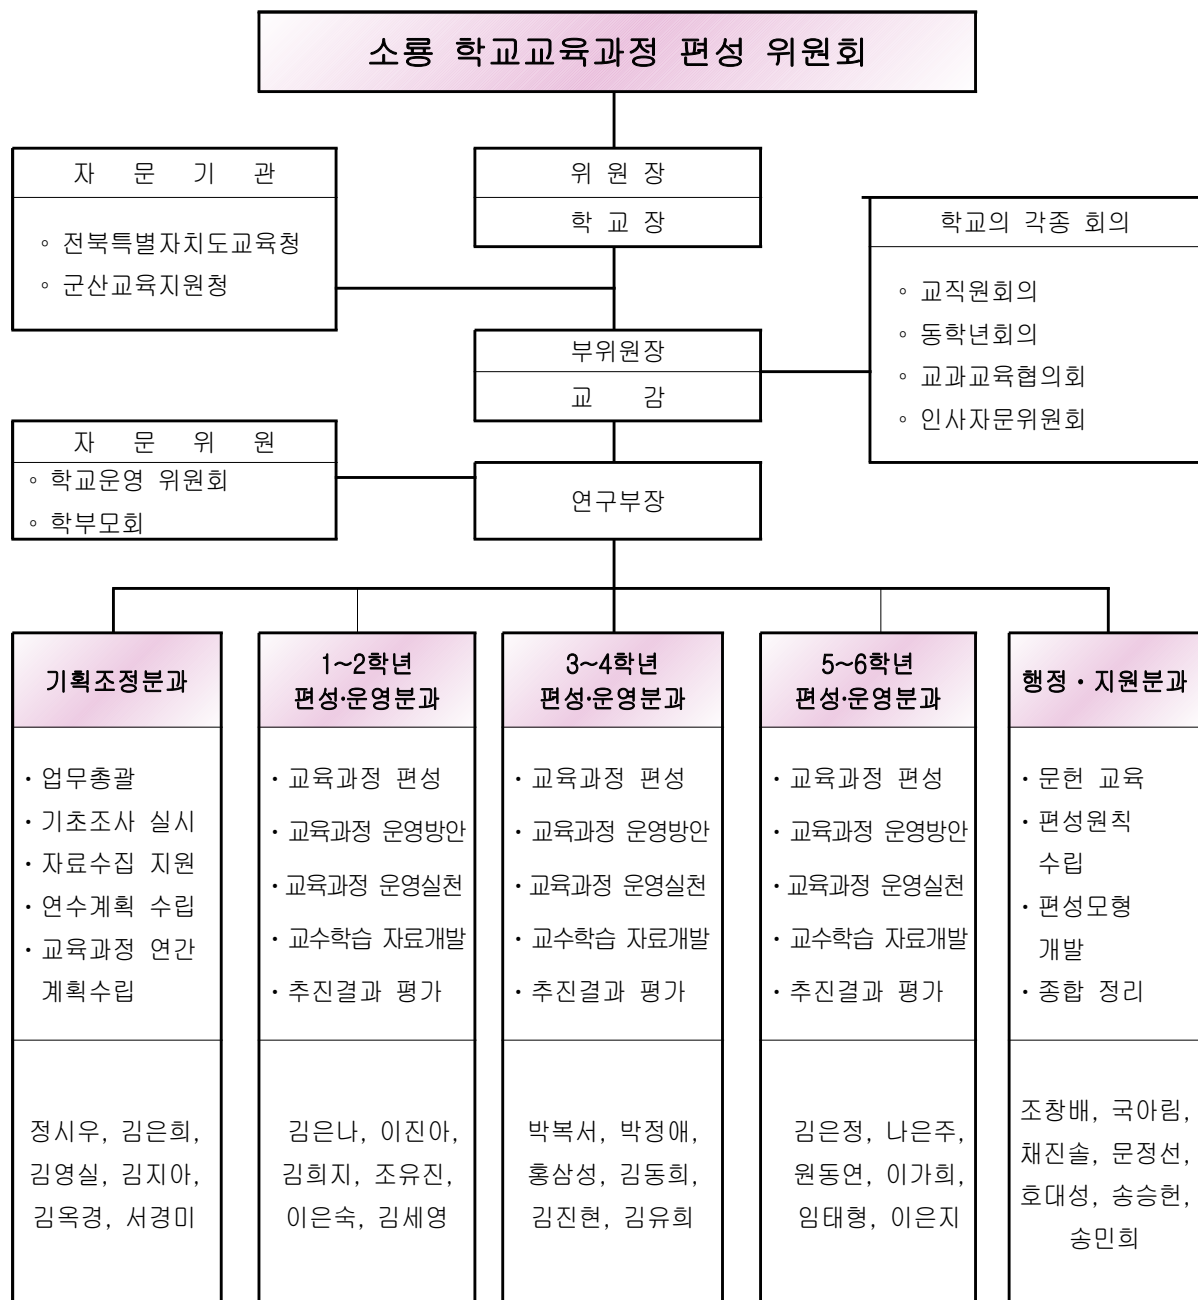 소룡 학교교육과정 편성 위원회
자 문 기 관
◦ 전북특별자치도교육청
◦ 군산교육지원청
위 원 장
학 교 장
학교의 각종 회의
◦ 교직원회의
◦ 동학년회의
◦ 교과교육협의회
◦ 인사자문위원회
부위원장
교 감
자 문 위 원
◦ 학교운영 위원회
◦ 학부모회
연구부장
기획조정분과
· 업무총괄
· 기초조사 실시
· 자료수집 지원
· 연수계획 수립
· 교육과정 연간
계획수립
정시우, 김은희,
김영실, 김지아,
김옥경, 서경미
1~2학년
편성·운영분과
· 교육과정 편성
· 교육과정 운영방안
· 교육과정 운영실천
· 교수학습 자료개발
· 추진결과 평가
김은나, 이진아,
김희지, 조유진,
이은숙, 김세영
3~4학년
편성·운영분과
· 교육과정 편성
· 교육과정 운영방안
· 교육과정 운영실천
· 교수학습 자료개발
· 추진결과 평가
박복서, 박정애,
홍삼성, 김동희,
김진현, 김유희
5~6학년
편성·운영분과
· 교육과정 편성
· 교육과정 운영방안
· 교육과정 운영실천
· 교수학습 자료개발
· 추진결과 평가
김은정, 나은주,
원동연, 이가희,
임태형, 이은지
행정·지원분과
· 문헌 교육
· 편성원칙
수립
· 편성모형
개발
· 종합 정리
조창배, 국아림,
채진솔, 문정선,
호대성, 송승헌,
송민희